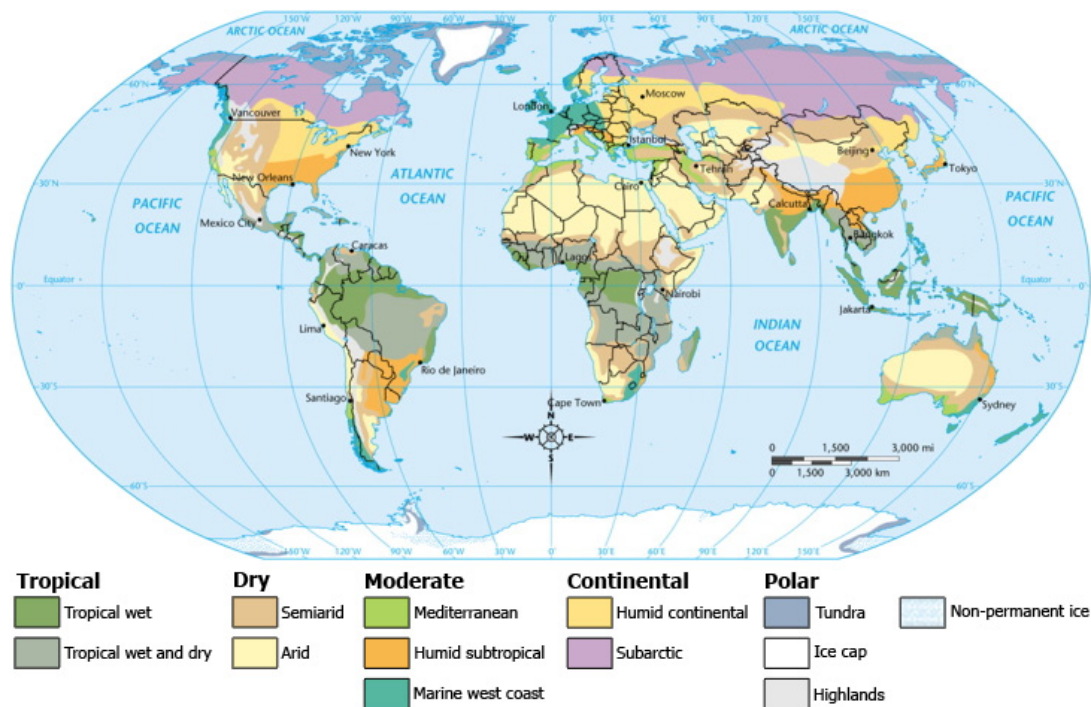 ARCTIC OCEAN
ARCTIC OCEAN
150°W
120°W
90°W
60°W
30°W
0°
30°E
60°E
90°E
120°E
150°E
60°N
60°N
London
Moscow
Vancouver
Istanbul
Beijing
New York
Tehran
Tokyo
ATLANTIC
OCEAN
New Orleans
30°N
Cairo
30°N
PACIFIC
OCEAN
Calcutta
PACIFIC
OCEAN
Mexico City
Bangkok
Caracas
Lagos
Equator
0°
0°
Equator
0°
Nairobi
Jakarta
Lima
INDIAN
OCEAN
Rio de Janeiro
30°S
Santiago
Cape Town
30°S
Sydney
N
W E
S
0 1,500 3,000 mi
0 1,500 3,000 km
60°S
60°S
150°W
120°W
90°W
60°W
30°W
0°
30°E
60°E
90°E
120°E
150°E
Tropical
Tropical wet
Tropical wet and dry
Dry
Semiarid
Arid
Moderate
Mediterranean
Humid subtropical
Marine west coast
Continental
Humid continental
Subarctic
Polar
Tundra
Ice cap
Highlands
Non-permanent ice